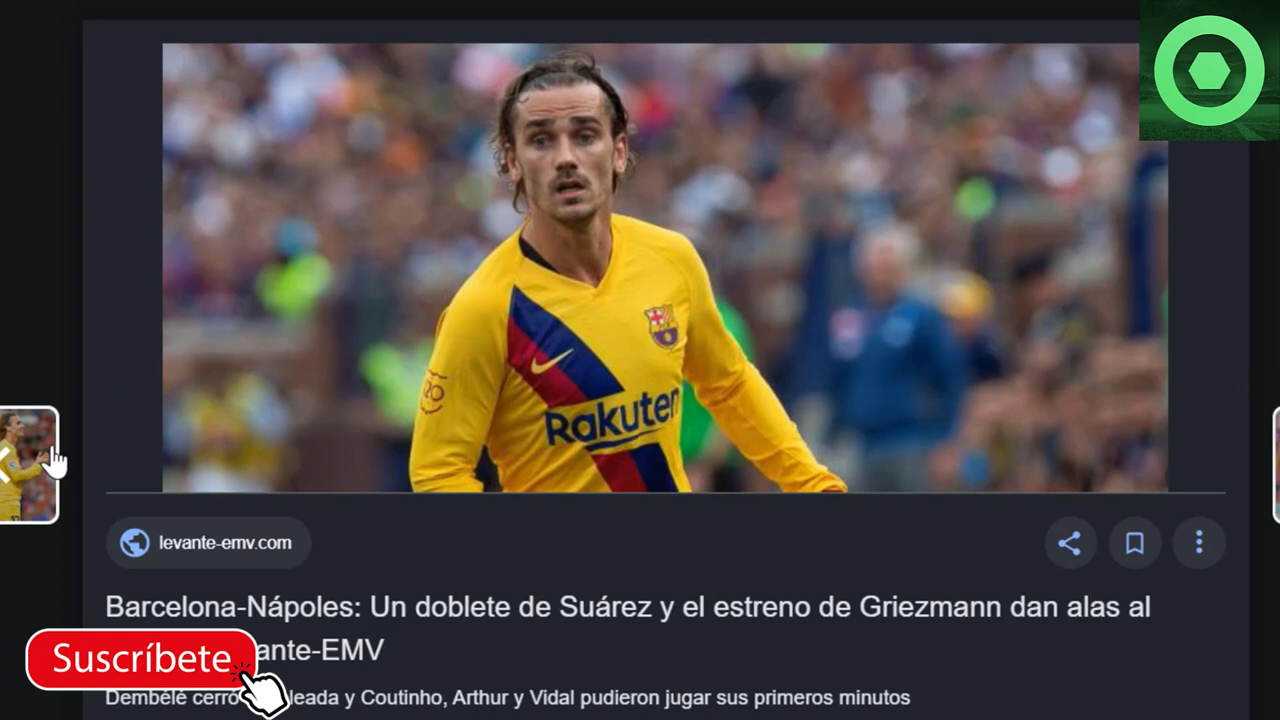 20
Rakuten
levante-emv.com
Barcelona-Nápoles: Un doblete de Suárez y el estreno de Griezmann dan alas al
ante-EMV
Suscríbete
Dembélé cerró leada y Coutinho, Arthur y Vidal pudieron jugar sus primeros minutos